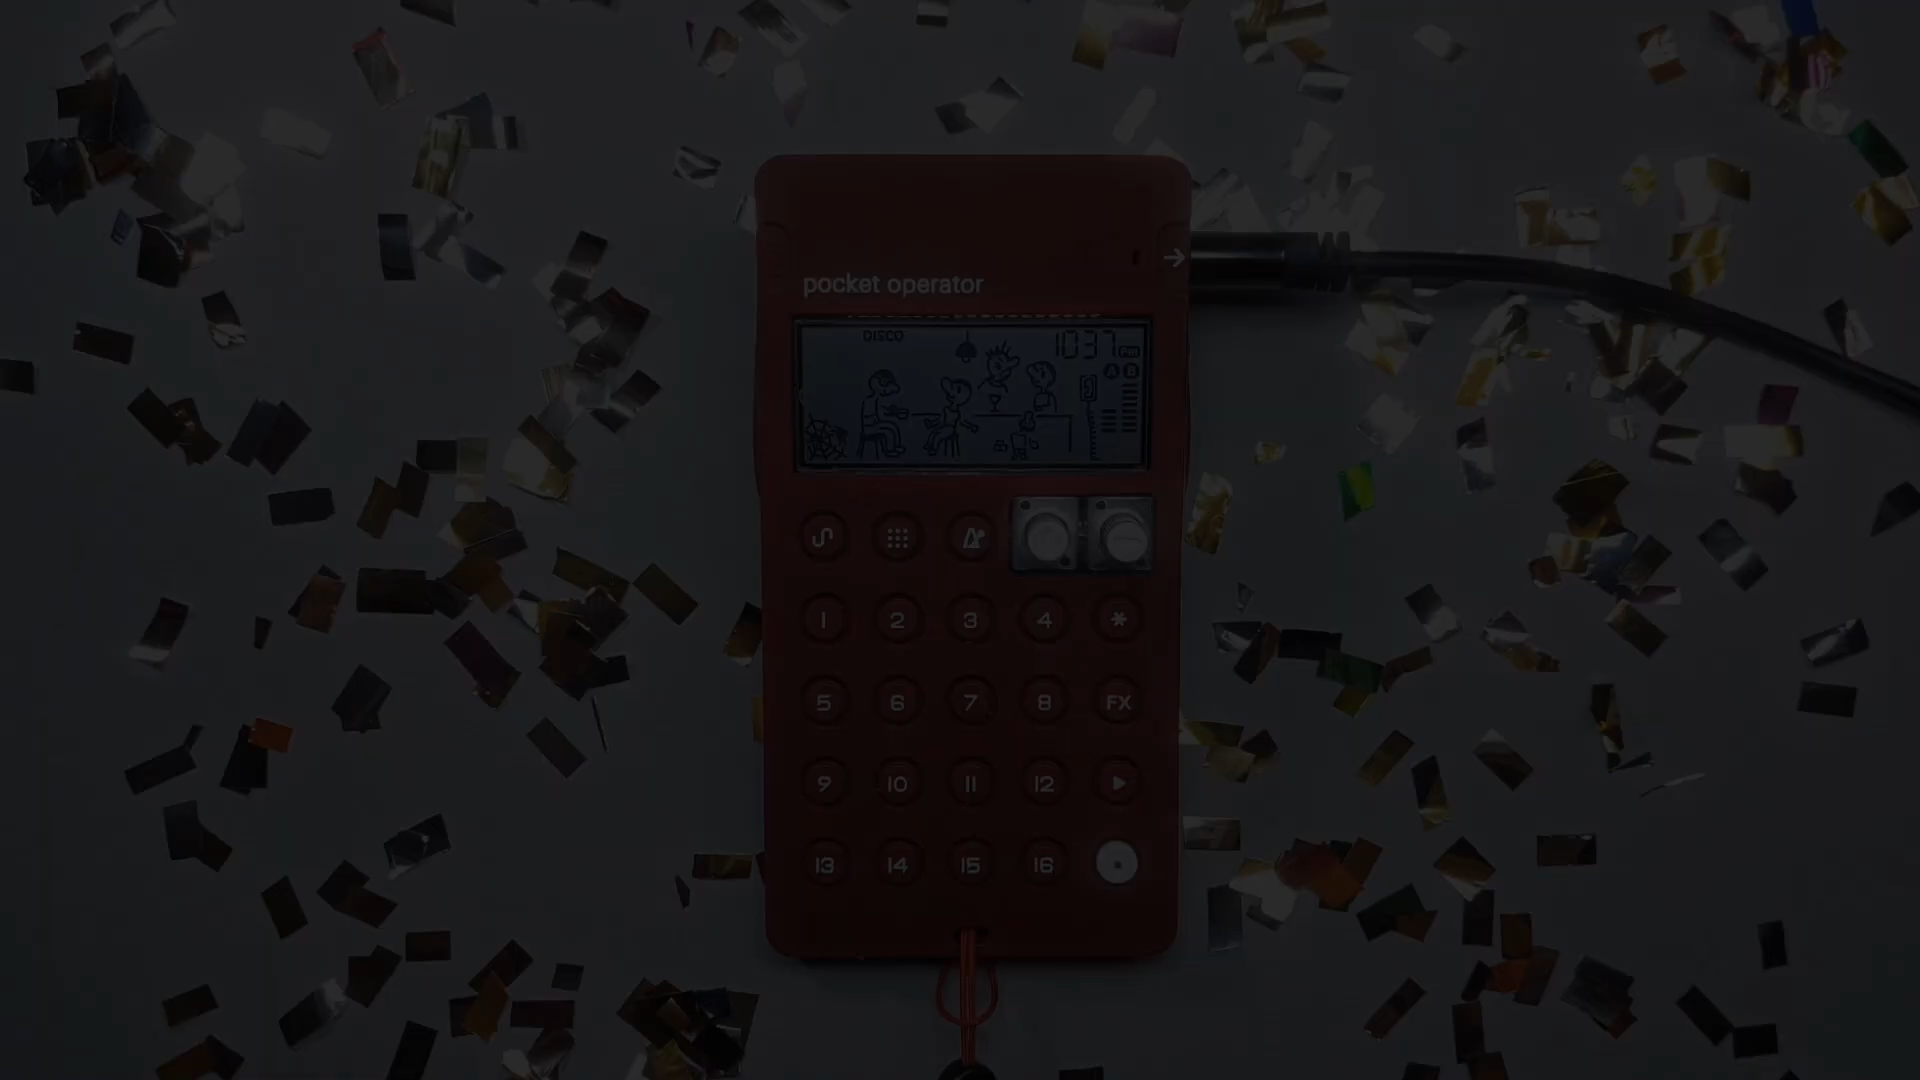 pocket operator
→
DISCO 1037 PM
A B
1 2 3 4 *
5 6 7 8 FX
9 10 11 12
13 14 15 16